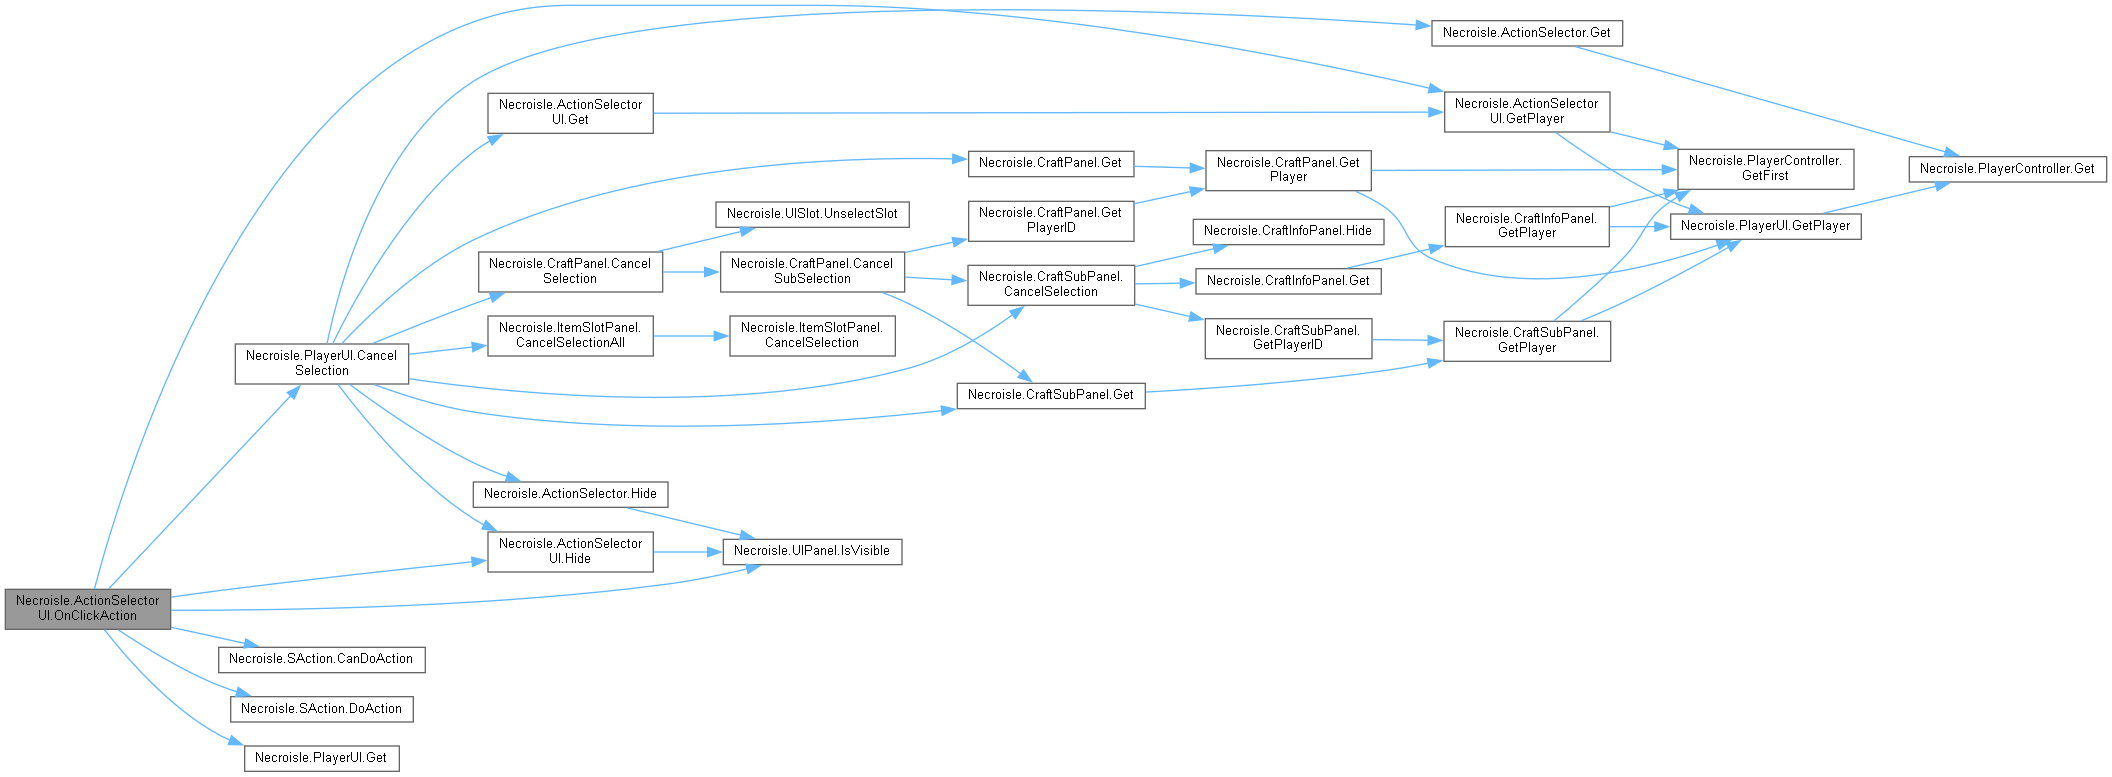 Necroisle.ActionSelector
UI.OnClickAction
Necroisle.PlayerUI.Cancel
Selection
Necroisle.SAction.CanDoAction
Necroisle.SAction.DoAction
Necroisle.PlayerUI.Get
Necroisle.ActionSelector
UI.Get
Necroisle.CraftPanel.Cancel
Selection
Necroisle.ItemSlotPanel.
CancelSelectionAll
Necroisle.ActionSelector.Hide
Necroisle.ActionSelector
UI.Hide
Necroisle.UISlot.UnselectSlot
Necroisle.CraftPanel.Cancel
SubSelection
Necroisle.ItemSlotPanel.
CancelSelection
Necroisle.UIPanel.IsVisible
Necroisle.CraftPanel.Get
Necroisle.CraftPanel.Get
PlayerID
Necroisle.CraftSubPanel.
CancelSelection
Necroisle.CraftSubPanel.Get
Necroisle.CraftPanel.Get
Player
Necroisle.CraftInfoPanel.Hide
Necroisle.CraftInfoPanel.Get
Necroisle.CraftSubPanel.
GetPlayerID
Necroisle.ActionSelector.Get
Necroisle.ActionSelector
UI.GetPlayer
Necroisle.CraftInfoPanel.
GetPlayer
Necroisle.CraftSubPanel.
GetPlayer
Necroisle.PlayerController.
GetFirst
Necroisle.PlayerUI.GetPlayer
Necroisle.PlayerController.Get